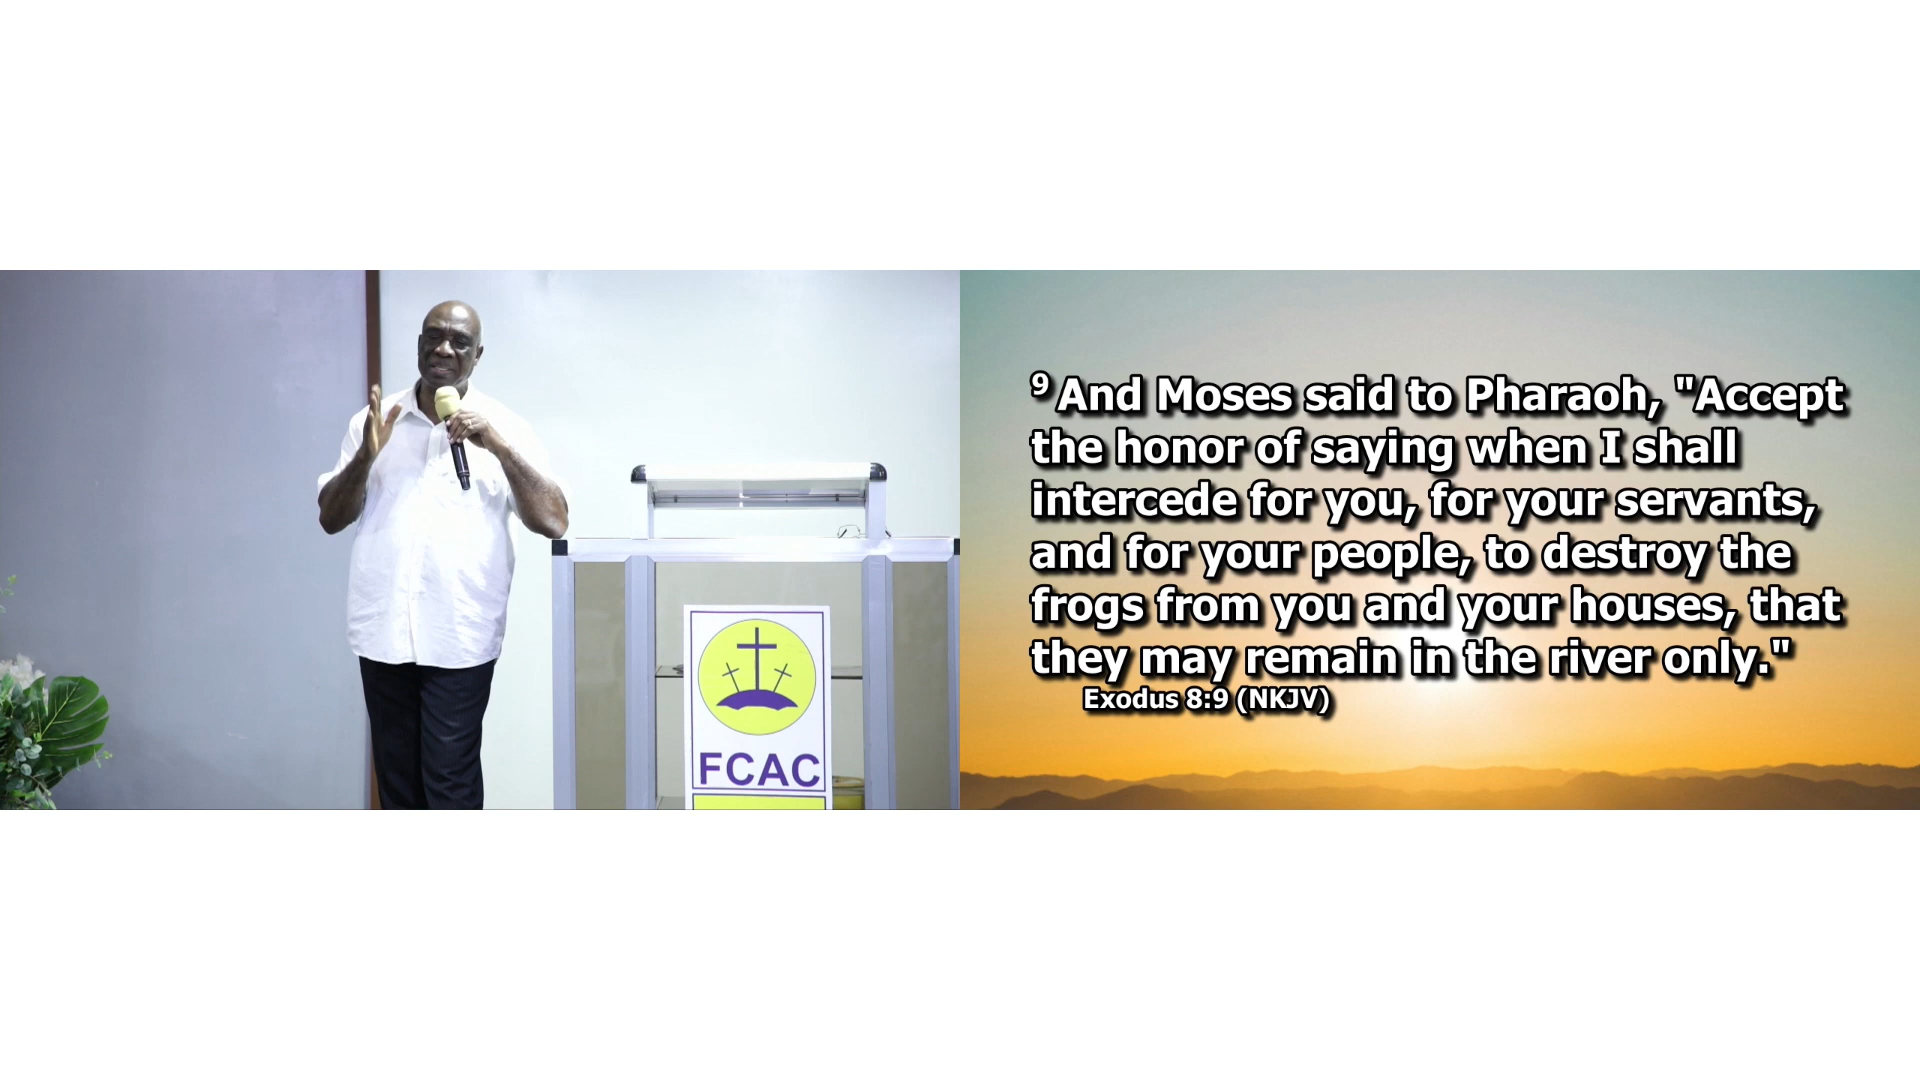 FCAC
9 And Moses said to Pharaoh, "Accept
the honor of saying when I shall
intercede for you, for your servants,
and for your people, to destroy the
frogs from you and your houses, that
they may remain in the river only."
Exodus 8:9 (NKJV)